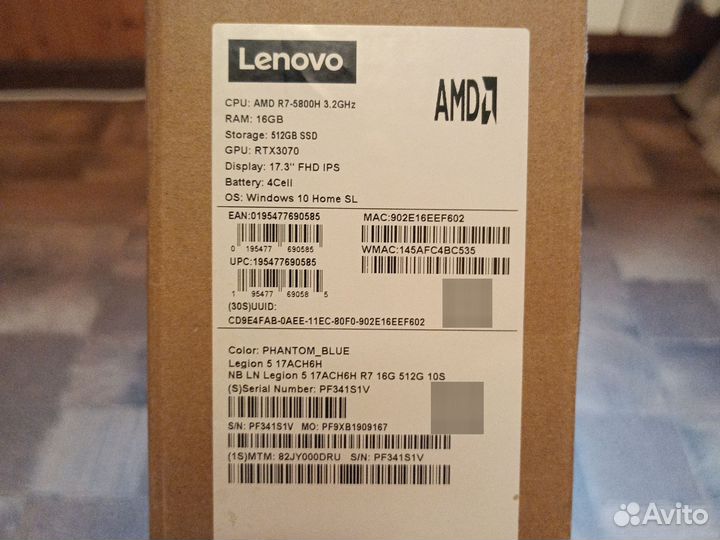 Lenovo
AMD
CPU: AMD R7-5800H 3.2GHz
RAM: 16GB
Storage: 512GB SSD
GPU: RTX3070
Display: 17.3'' FHD IPS
Battery: 4Cell
OS: Windows 10 Home SL
EAN:0195477690585
MAC:902E16EEF602
0 195477 690585
WMAC:145AFC4BC535
UPC:195477690585
1 95477 69058 5
(30S)UUID:
CD9E4FAB-0AEE-11EC-80F0-902E16EEF602
Color: PHANTOM_BLUE
Legion 5 17ACH6H
NB LN Legion 5 17ACH6H R7 16G 512G 10S
(S)Serial Number: PF341S1V
S/N: PF341S1V MO: PF9XB1909167
(1S)MTM: 82JY000DRU S/N: PF341S1V
Avito